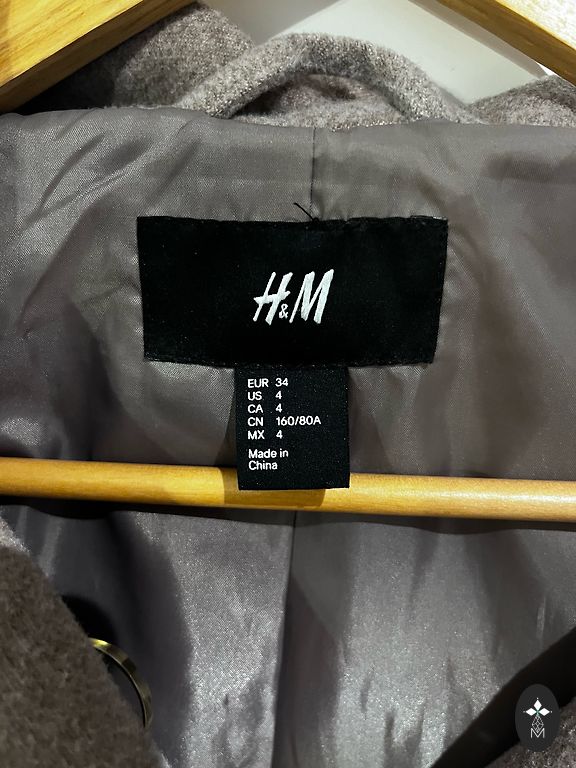 H&M
EUR 34
US 4
CA 4
CN 160/80A
MX 4
Made in
China
M